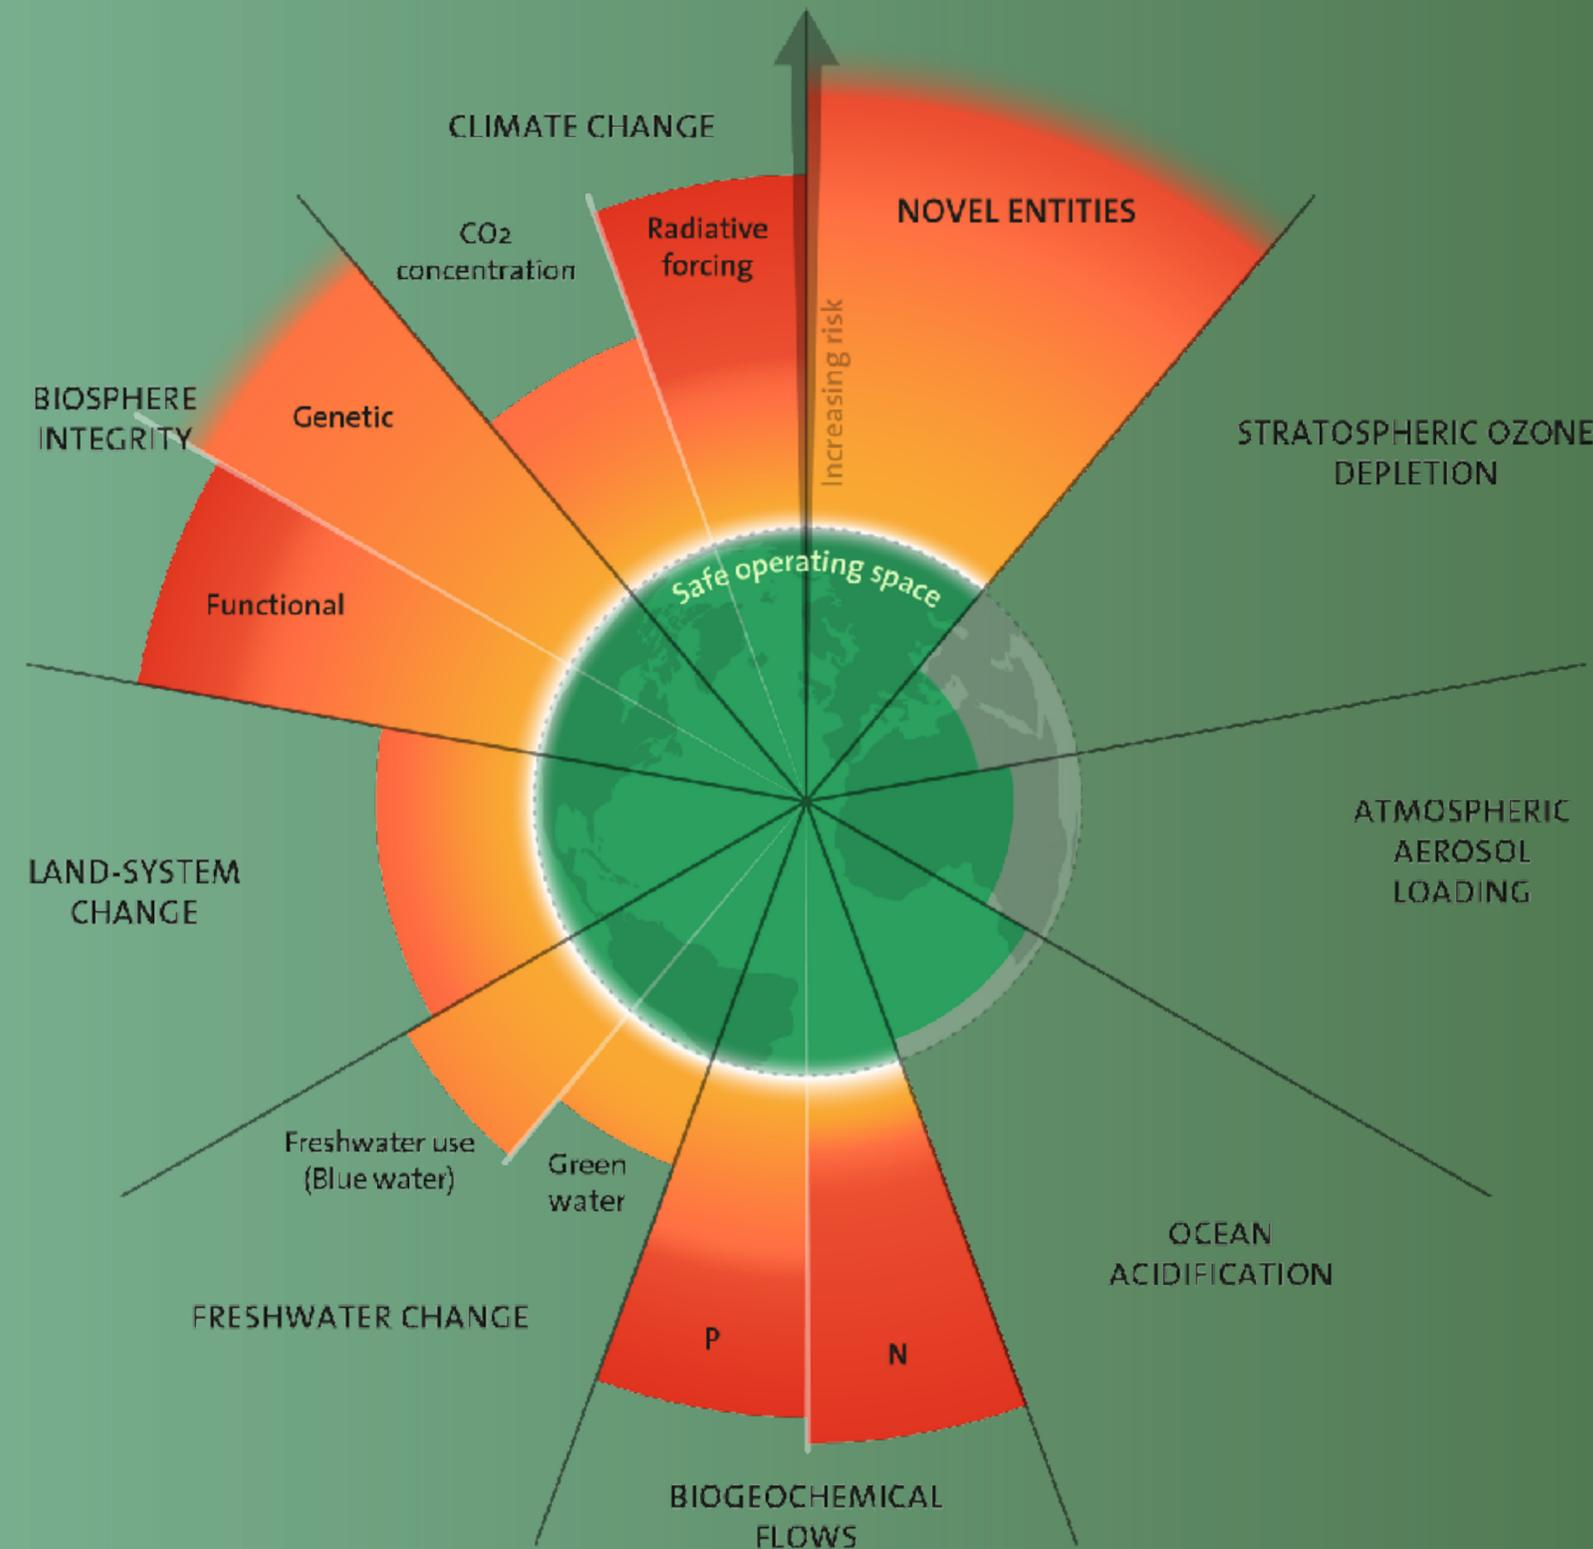 CLIMATE CHANGE
CO2
concentration
Radiative
forcing
NOVEL ENTITIES
Increasing risk
BIOSPHERE
INTEGRITY
Genetic
Functional
STRATOSPHERIC OZONE
DEPLETION
Safe operating space
ATMOSPHERIC
AEROSOL
LOADING
LAND-SYSTEM
CHANGE
Freshwater use
(Blue water)
Green
water
FRESHWATER CHANGE
P
N
OCEAN
ACIDIFICATION
BIOGEOCHEMICAL
FLOWS